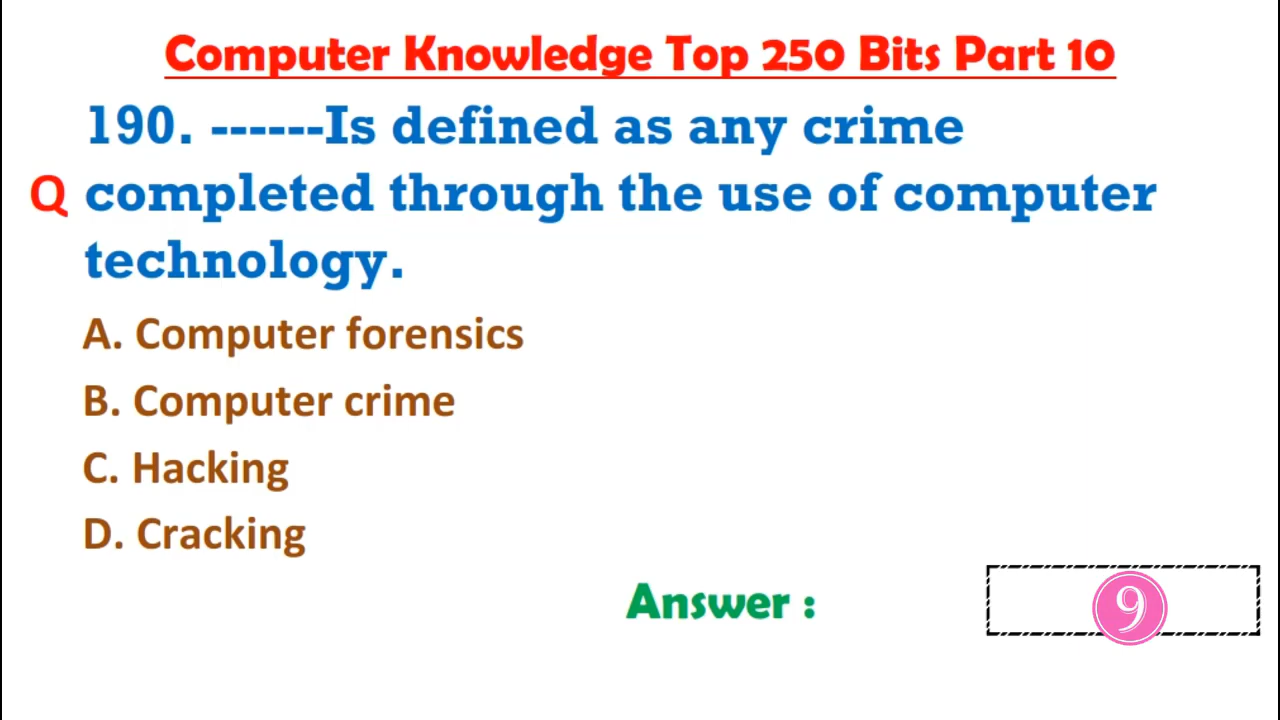 Computer Knowledge Top 250 Bits Part 10
190. ------Is defined as any crime
Q completed through the use of computer
technology.
A. Computer forensics
B. Computer crime
C. Hacking
D. Cracking
Answer :
9